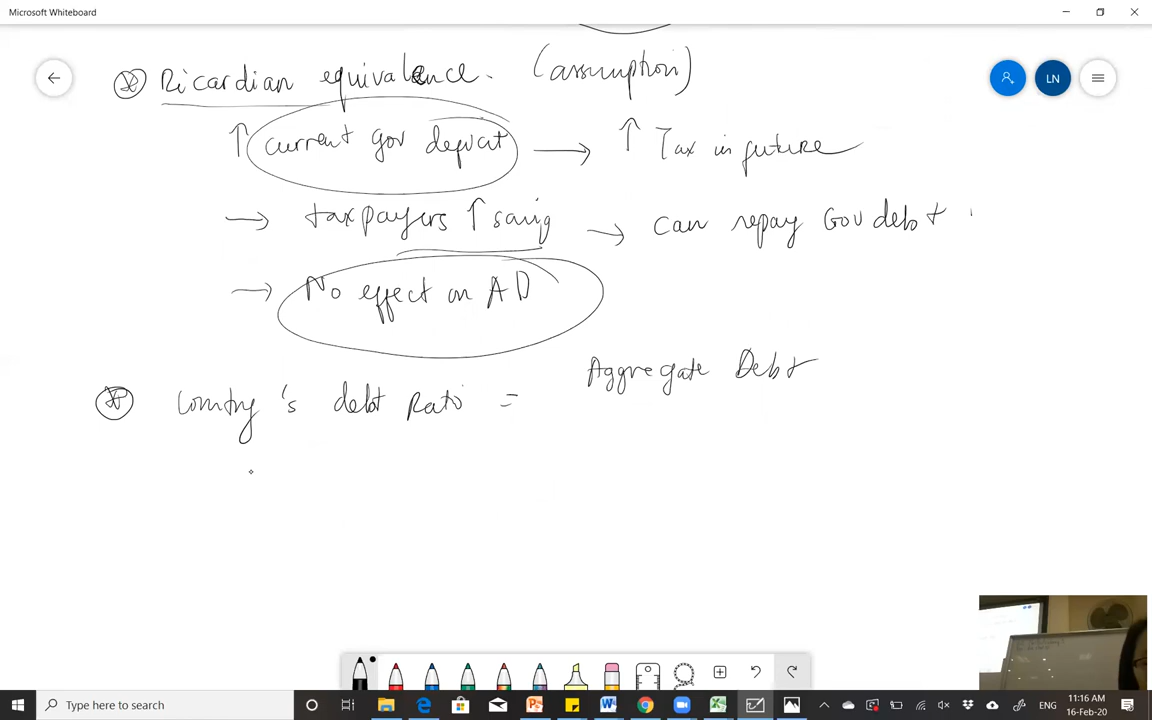 Microsoft Whiteboard
Ricardian equivalence. (assumption)
↑ current gov deficit → ↑ Tax in future
LN
→ taxpayers ↑ saving → can repay Gov debt
→ No effect on AD
Aggregate Debt
Country's debt Ratio =
Type here to search
ENG
11:16 AM
16-Feb-20